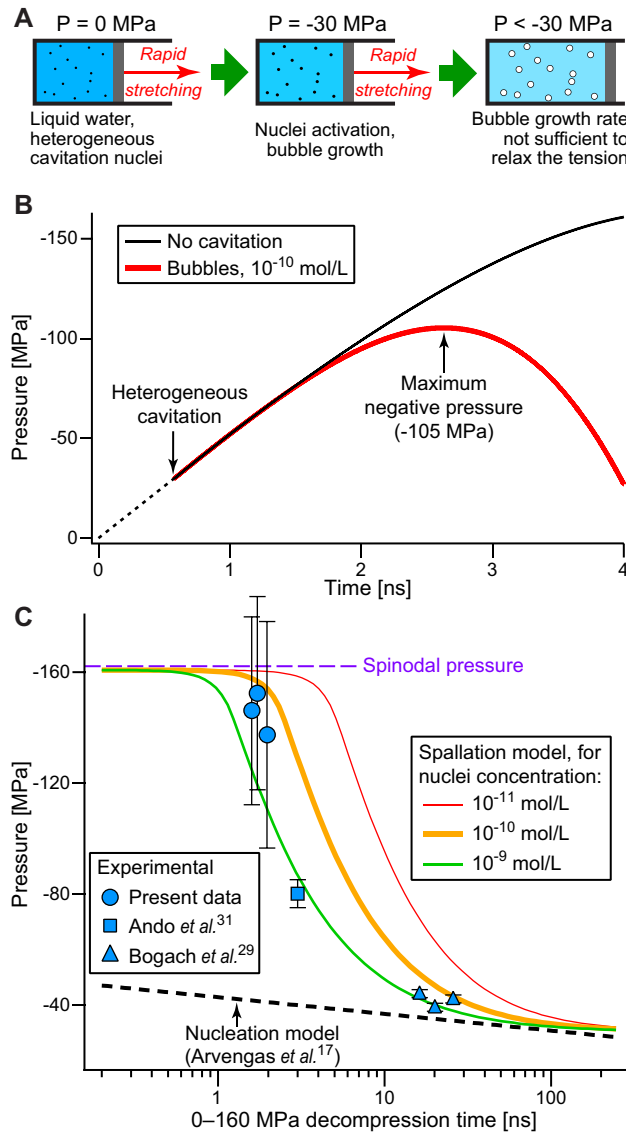 A
P = 0 MPa
P = -30 MPa
P < -30 MPa
Rapid
stretching
Rapid
stretching
Liquid water,
heterogeneous
cavitation nuclei
Nuclei activation,
bubble growth
Bubble growth rate
not sufficient to
relax the tension
B
No cavitation
Bubbles, 10⁻¹⁰ mol/L
Heterogeneous
cavitation
Maximum
negative pressure
(-105 MPa)
Pressure [MPa]
-150
-100
-50
0
0
1
2
3
4
Time [ns]
C
Spinodal pressure
Spallation model, for
nuclei concentration:
10⁻¹¹ mol/L
10⁻¹⁰ mol/L
10⁻⁹ mol/L
Experimental
Present data
Ando et al.³¹
Bogach et al.²⁹
Nucleation model
(Arvengas et al.¹⁷)
Pressure [MPa]
-160
-120
-80
-40
1
10
100
0–160 MPa decompression time [ns]